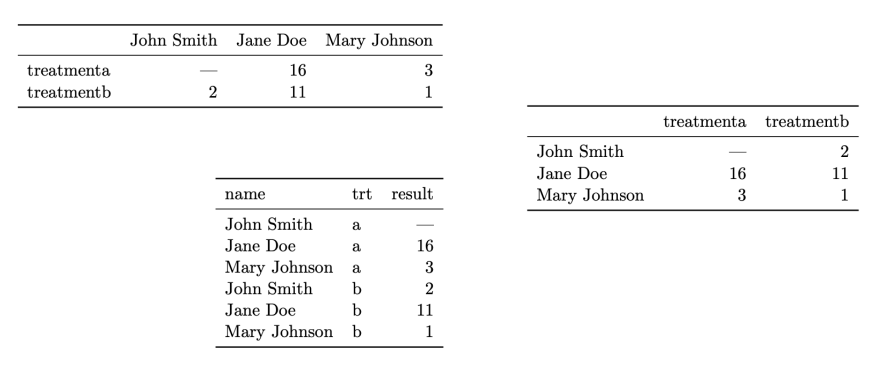 John Smith Jane Doe Mary Johnson
treatmenta — 16 3
treatmentb 2 11 1
treatmenta treatmentb
John Smith — 2
Jane Doe 16 11
Mary Johnson 3 1
name trt result
John Smith a —
Jane Doe a 16
Mary Johnson a 3
John Smith b 2
Jane Doe b 11
Mary Johnson b 1